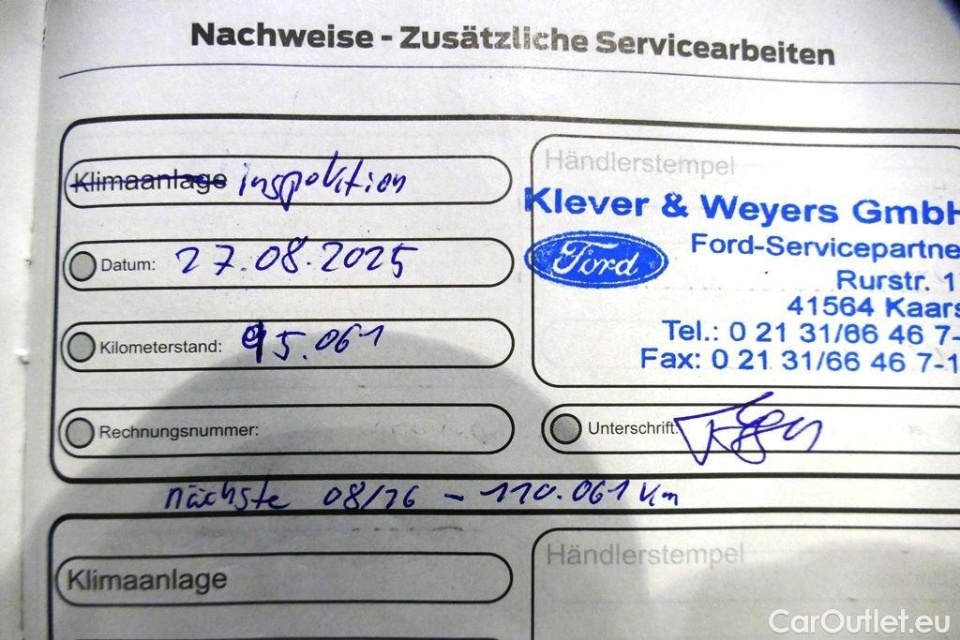 Nachweise - Zusätzliche Servicearbeiten
Klimaanlage inspektion
Händlerstempel
Klever & Weyers GmbH
Ford
Ford-Servicepartne
Rurstr. 1
41564 Kaars
Tel.: 0 21 31/66 46 7-
Fax: 0 21 31/66 46 7-1
Datum: 27.08.2025
Kilometerstand: 95.061
Rechnungsnummer:
Unterschrift:
nächste 08/26 - 110.061 Km
Klimaanlage
Händlerstempel
CarOutlet.eu